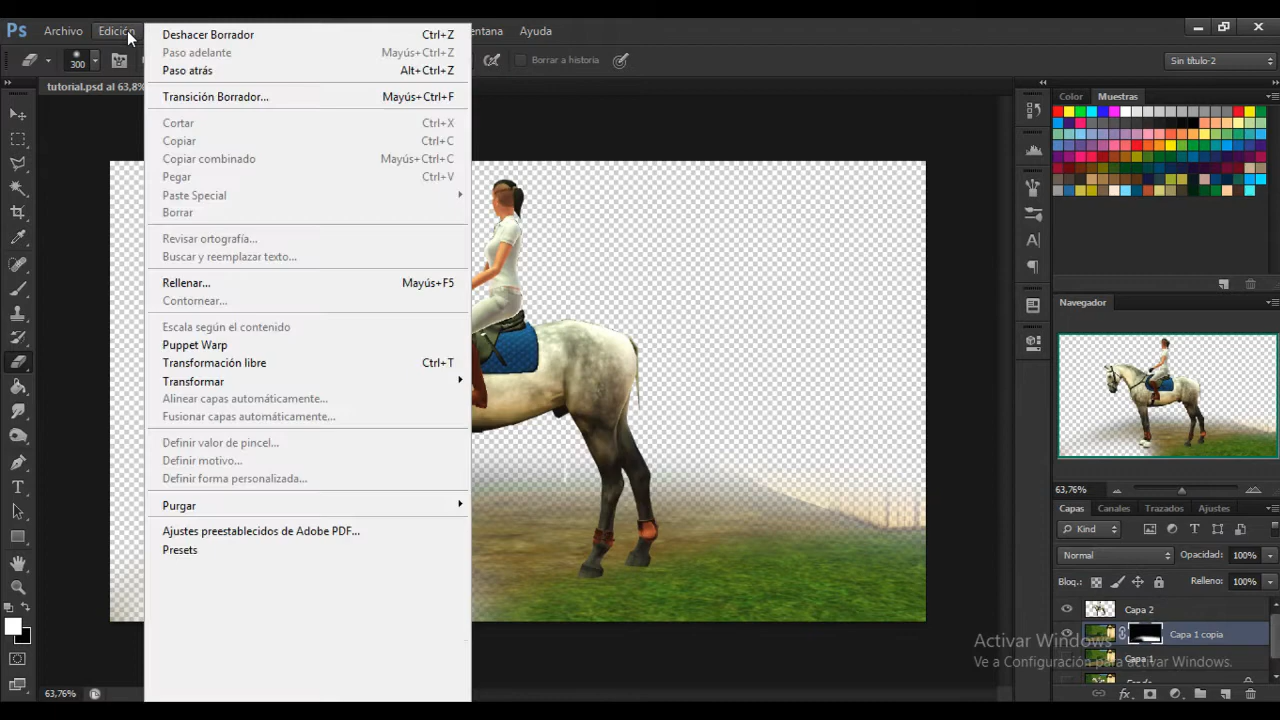 Ps Archivo Edición entana Ayuda
300 Borrar a historia Sin título-2
tutorial.psd al 63,8%
Deshacer Borrador Ctrl+Z
Paso adelante Mayús+Ctrl+Z
Paso atrás Alt+Ctrl+Z
Transición Borrador... Mayús+Ctrl+F
Cortar Ctrl+X
Copiar Ctrl+C
Copiar combinado Mayús+Ctrl+C
Pegar Ctrl+V
Paste Special
Borrar
Revisar ortografía...
Buscar y reemplazar texto...
Rellenar... Mayús+F5
Contornear...
Escala según el contenido
Puppet Warp
Transformación libre Ctrl+T
Transformar
Alinear capas automáticamente...
Fusionar capas automáticamente...
Definir valor de pincel...
Definir motivo...
Definir forma personalizada...
Purgar
Ajustes preestablecidos de Adobe PDF...
Presets
Color Muestras
Navegador
63,76%
Capas Canales Trazados Ajustes
Kind
Normal Opacidad: 100%
Bloq.: Relleno: 100%
Capa 2
Capa 1 copia
Capa 1
Fondo
Activar Windows
Ve a Configuración para activar Windows.
63,76%